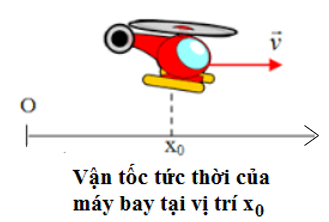 v⃗
O
x₀
Vận tốc tức thời của
máy bay tại vị trí x₀